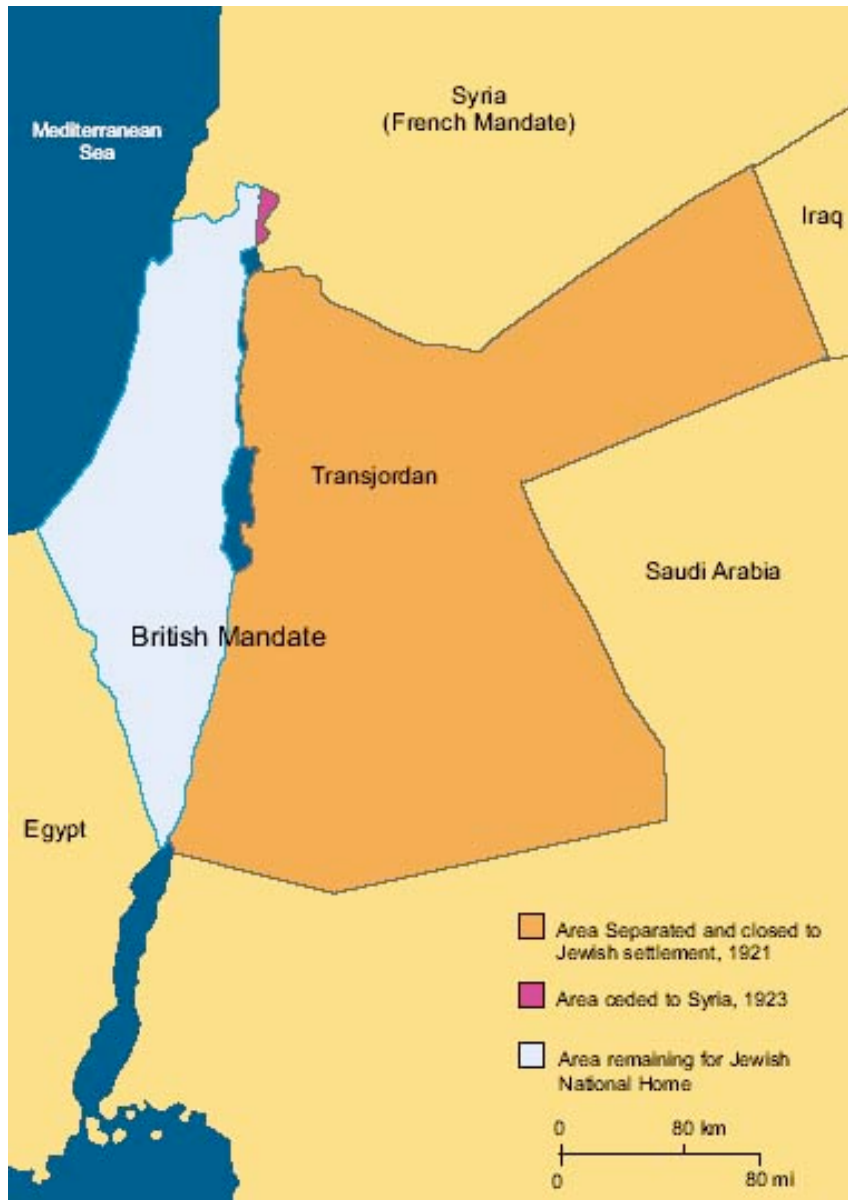 Syria
(French Mandate)
Mediterranean
Sea
Iraq
Transjordan
Saudi Arabia
British Mandate
Egypt
Area Separated and closed to
Jewish settlement, 1921
Area ceded to Syria, 1923
Area remaining for Jewish
National Home
0 80 km
0 80 mi